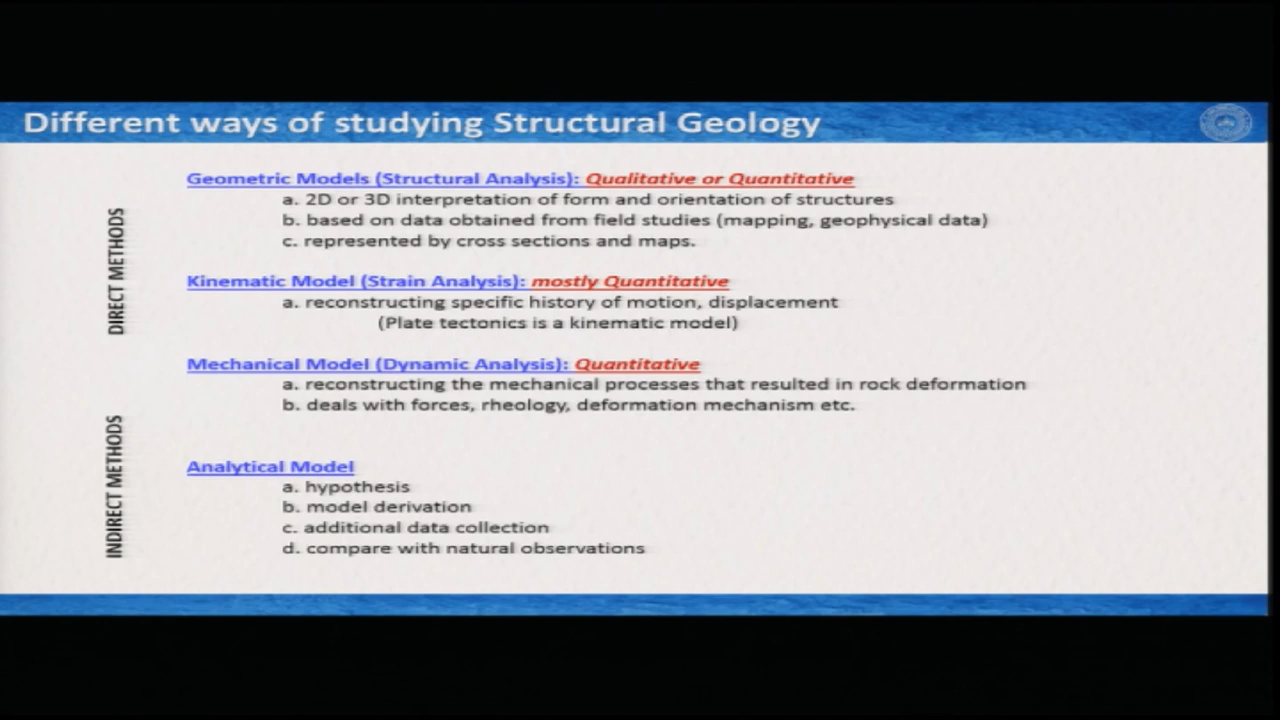 Different ways of studying Structural Geology
DIRECT METHODS
Geometric Models (Structural Analysis): Qualitative or Quantitative
a. 2D or 3D interpretation of form and orientation of structures
b. based on data obtained from field studies (mapping, geophysical data)
c. represented by cross sections and maps.
Kinematic Model (Strain Analysis): mostly Quantitative
a. reconstructing specific history of motion, displacement
(Plate tectonics is a kinematic model)
Mechanical Model (Dynamic Analysis): Quantitative
a. reconstructing the mechanical processes that resulted in rock deformation
b. deals with forces, rheology, deformation mechanism etc.
INDIRECT METHODS
Analytical Model
a. hypothesis
b. model derivation
c. additional data collection
d. compare with natural observations